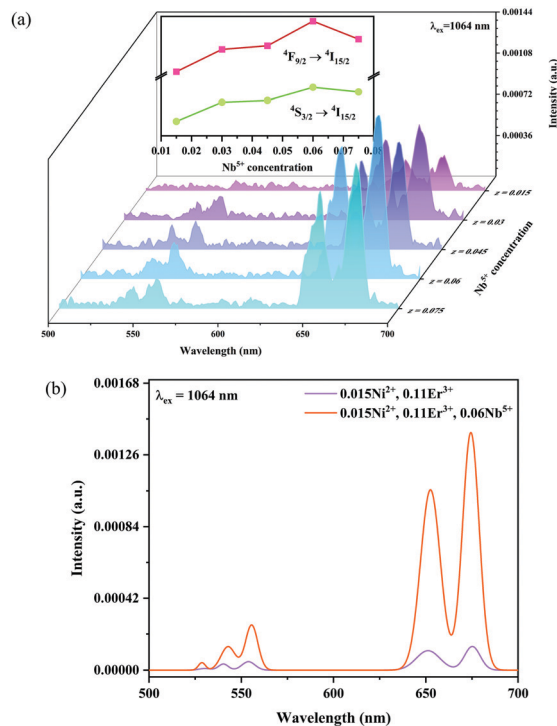 (a)
λex=1064 nm
0.00144
0.00108
0.00072
0.00036
Intensity (a.u.)
⁴F9/2 → ⁴I15/2
⁴S3/2 → ⁴I15/2
0.01 0.02 0.03 0.04 0.05 0.06 0.07 0.08
Nb⁵⁺ concentration
z = 0.015
z = 0.03
z = 0.045
z = 0.06
z = 0.075
Nb⁵⁺ concentration
500 550 600 650 700
Wavelength (nm)
(b)
λex = 1064 nm
0.015Ni²⁺, 0.11Er³⁺
0.015Ni²⁺, 0.11Er³⁺, 0.06Nb⁵⁺
0.00168
0.00126
0.00084
0.00042
0.00000
Intensity (a.u.)
500 550 600 650 700
Wavelength (nm)